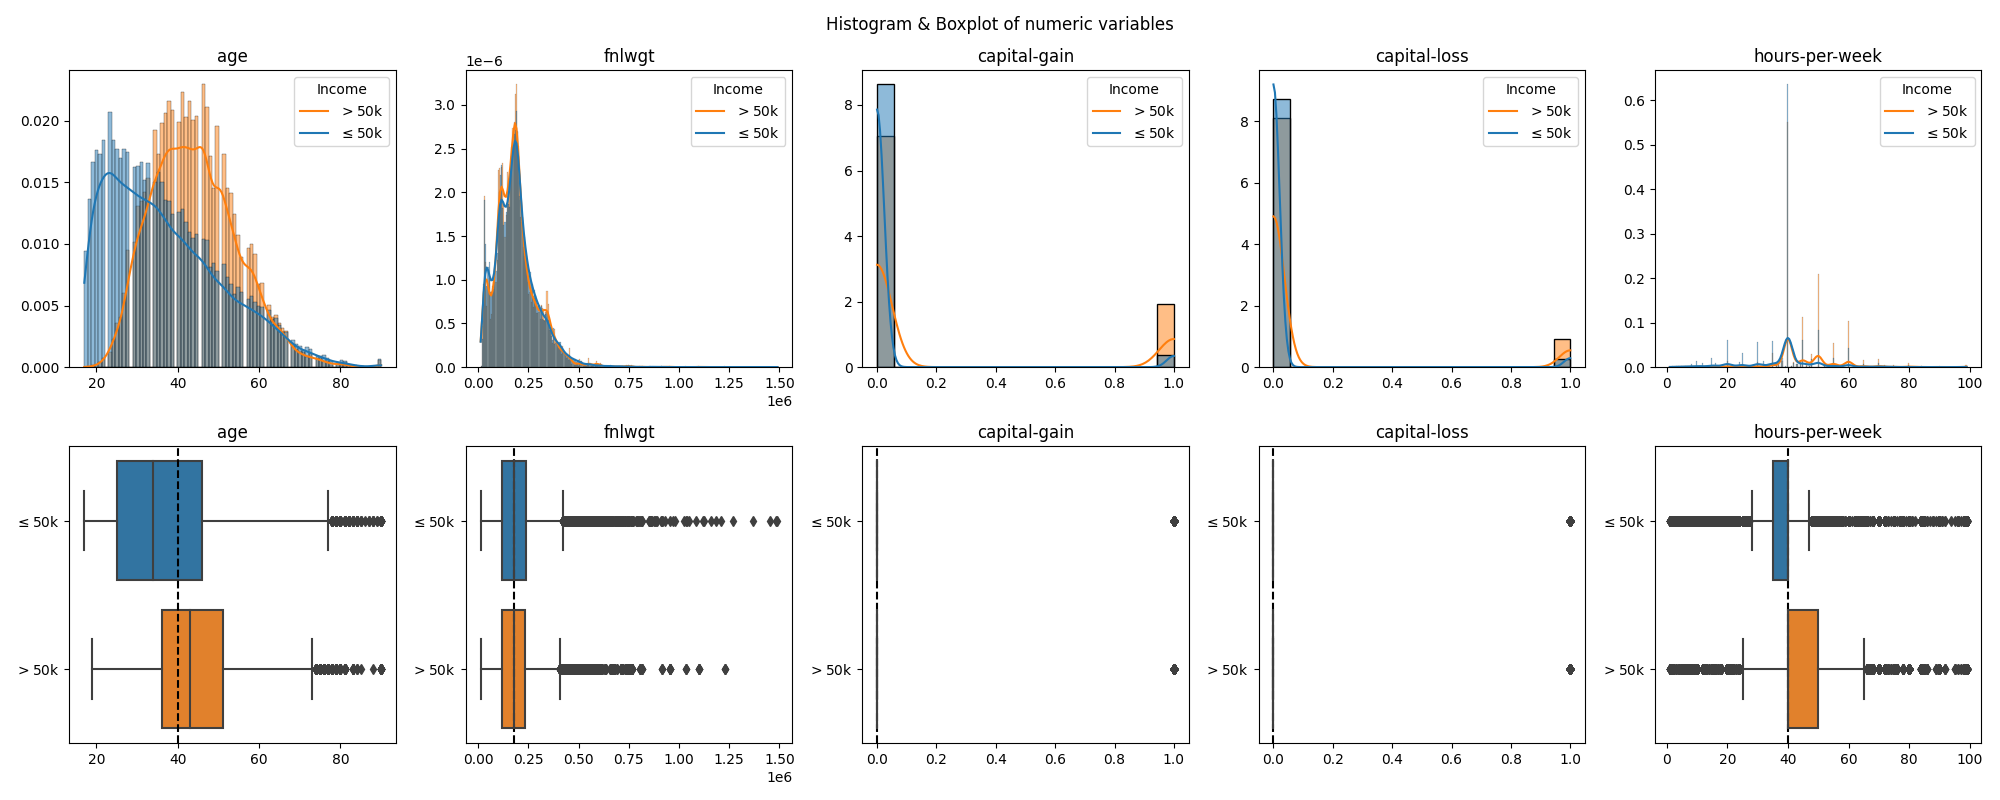 Histogram & Boxplot of numeric variables
age
fnlwgt
capital-gain
capital-loss
hours-per-week
1e−6
Income
> 50k
≤ 50k
Income
> 50k
≤ 50k
Income
> 50k
≤ 50k
Income
> 50k
≤ 50k
Income
> 50k
≤ 50k
0.020
0.015
0.010
0.005
0.000
20
40
60
80
3.0
2.5
2.0
1.5
1.0
0.5
0.0
0.00
0.25
0.50
0.75
1.00
1.25
1.50
1e6
8
6
4
2
0
0.0
0.2
0.4
0.6
0.8
1.0
8
6
4
2
0
0.0
0.2
0.4
0.6
0.8
1.0
0.6
0.5
0.4
0.3
0.2
0.1
0.0
0
20
40
60
80
100
age
fnlwgt
capital-gain
capital-loss
hours-per-week
≤ 50k
> 50k
20
40
60
80
≤ 50k
> 50k
0.00
0.25
0.50
0.75
1.00
1.25
1.50
1e6
≤ 50k
> 50k
0.0
0.2
0.4
0.6
0.8
1.0
≤ 50k
> 50k
0.0
0.2
0.4
0.6
0.8
1.0
≤ 50k
> 50k
0
20
40
60
80
100